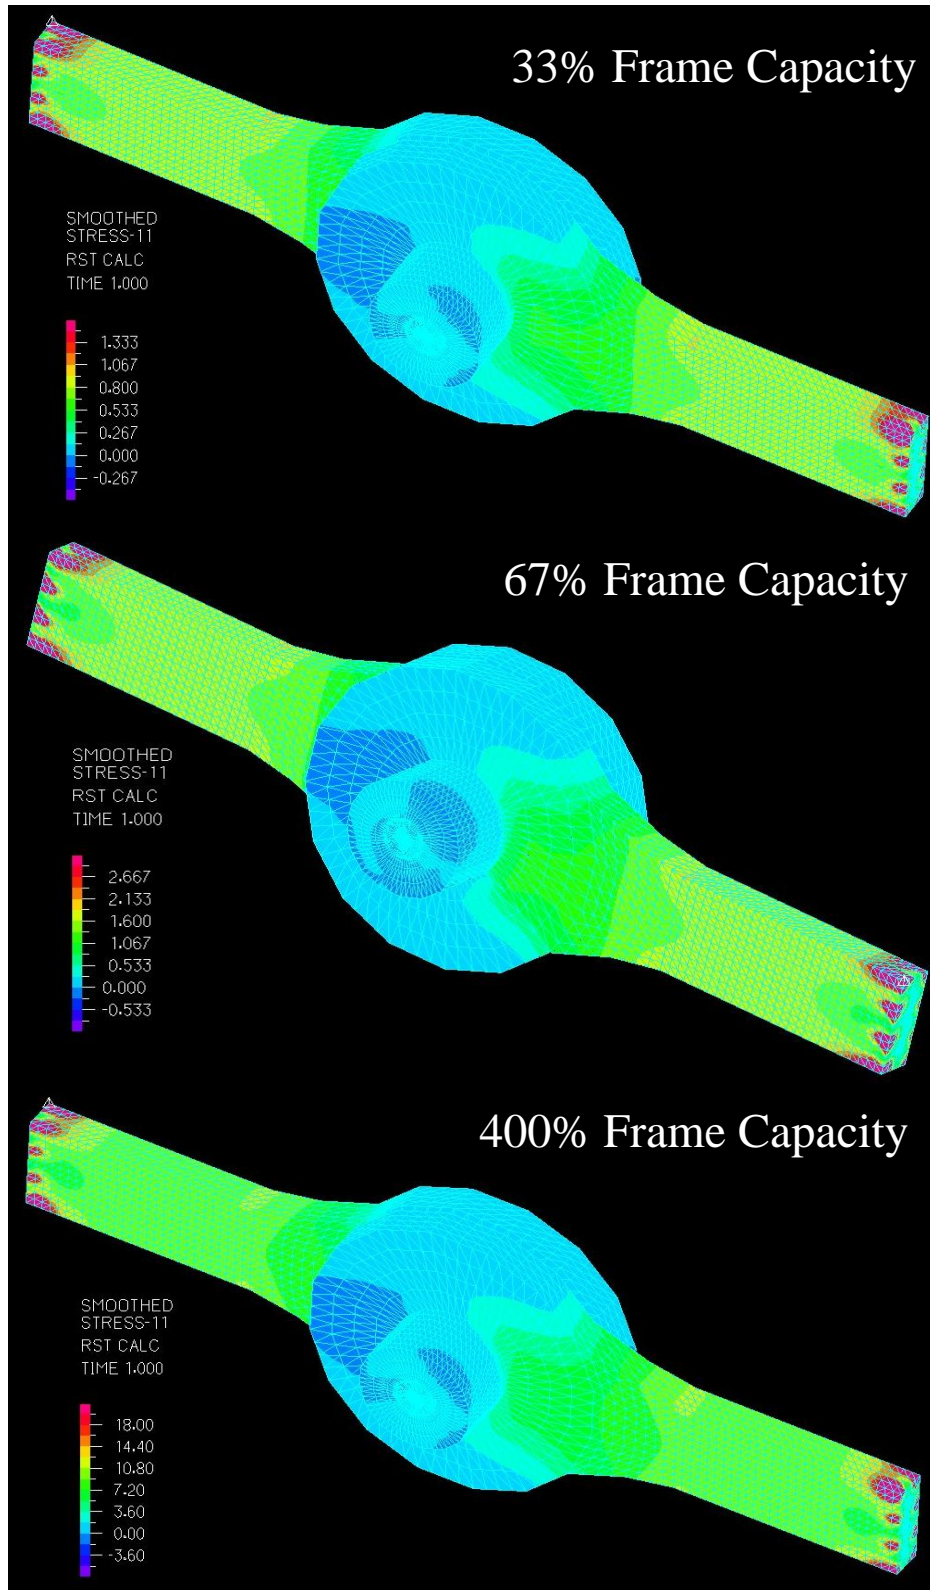 33% Frame Capacity
SMOOTHED
STRESS-11
RST CALC
TIME 1.000
1.333
1.067
0.800
0.533
0.267
0.000
-0.267
67% Frame Capacity
SMOOTHED
STRESS-11
RST CALC
TIME 1.000
2.667
2.133
1.600
1.067
0.533
0.000
-0.533
400% Frame Capacity
SMOOTHED
STRESS-11
RST CALC
TIME 1.000
18.00
14.40
10.80
7.20
3.60
0.00
-3.60